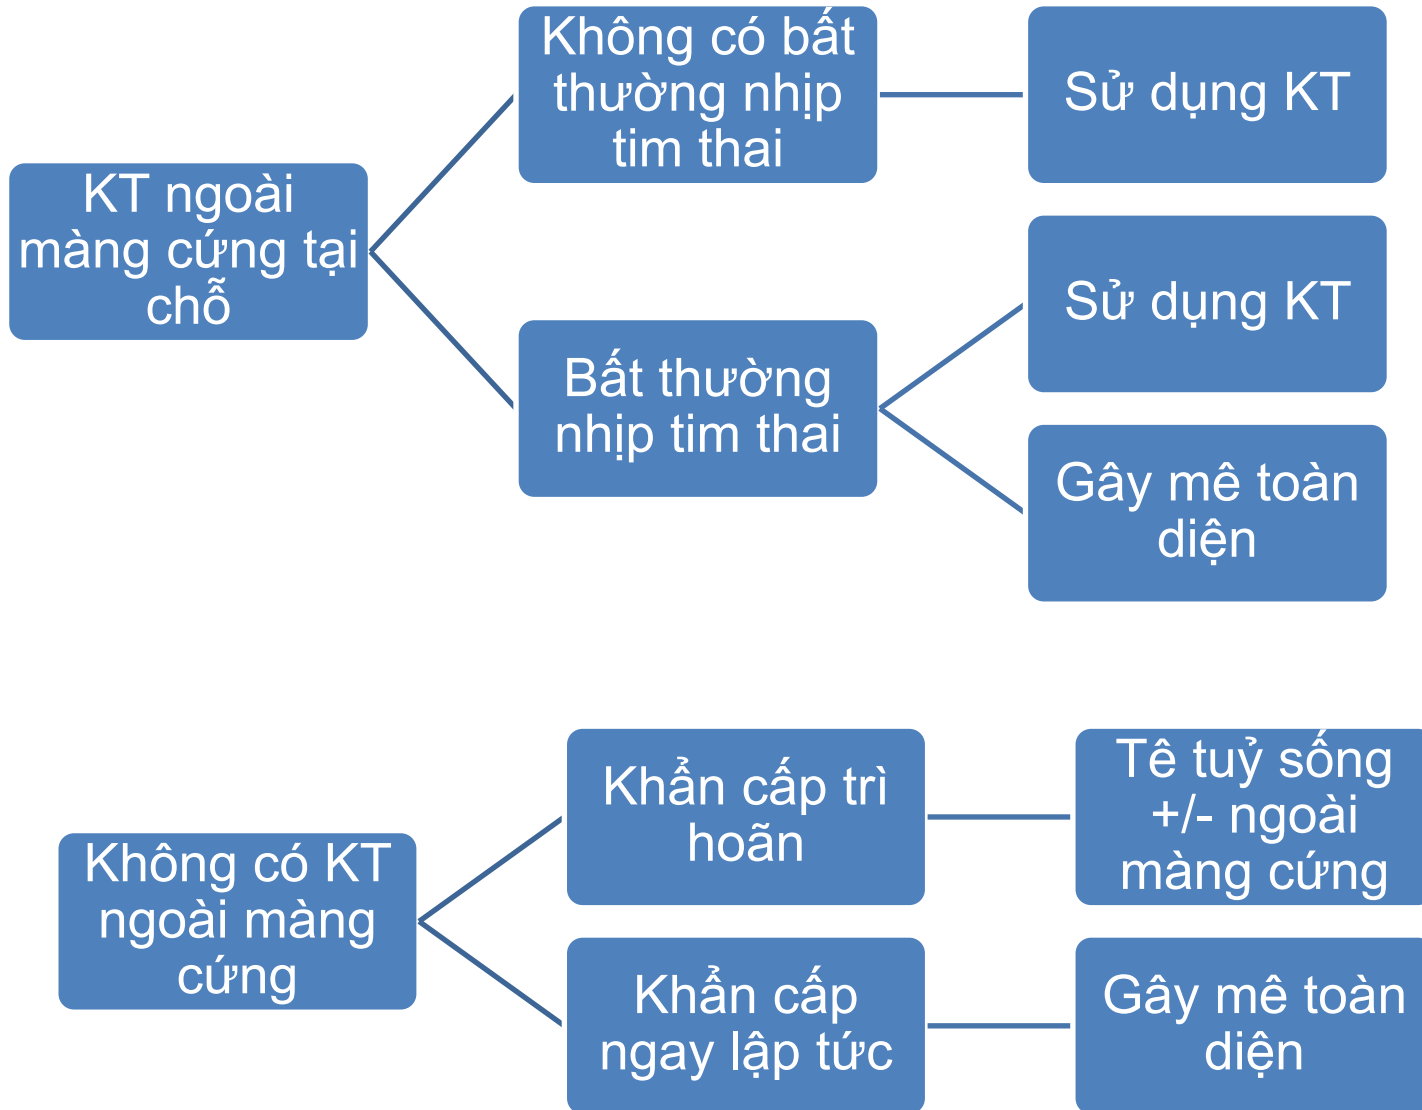 Không có bất
thường nhịp
tim thai
Sử dụng KT
KT ngoài
màng cứng tại
chỗ
Sử dụng KT
Bất thường
nhịp tim thai
Gây mê toàn
diện
Khẩn cấp trì
hoãn
Tê tuỷ sống
+/- ngoài
màng cứng
Không có KT
ngoài màng
cứng
Khẩn cấp
ngay lập tức
Gây mê toàn
diện